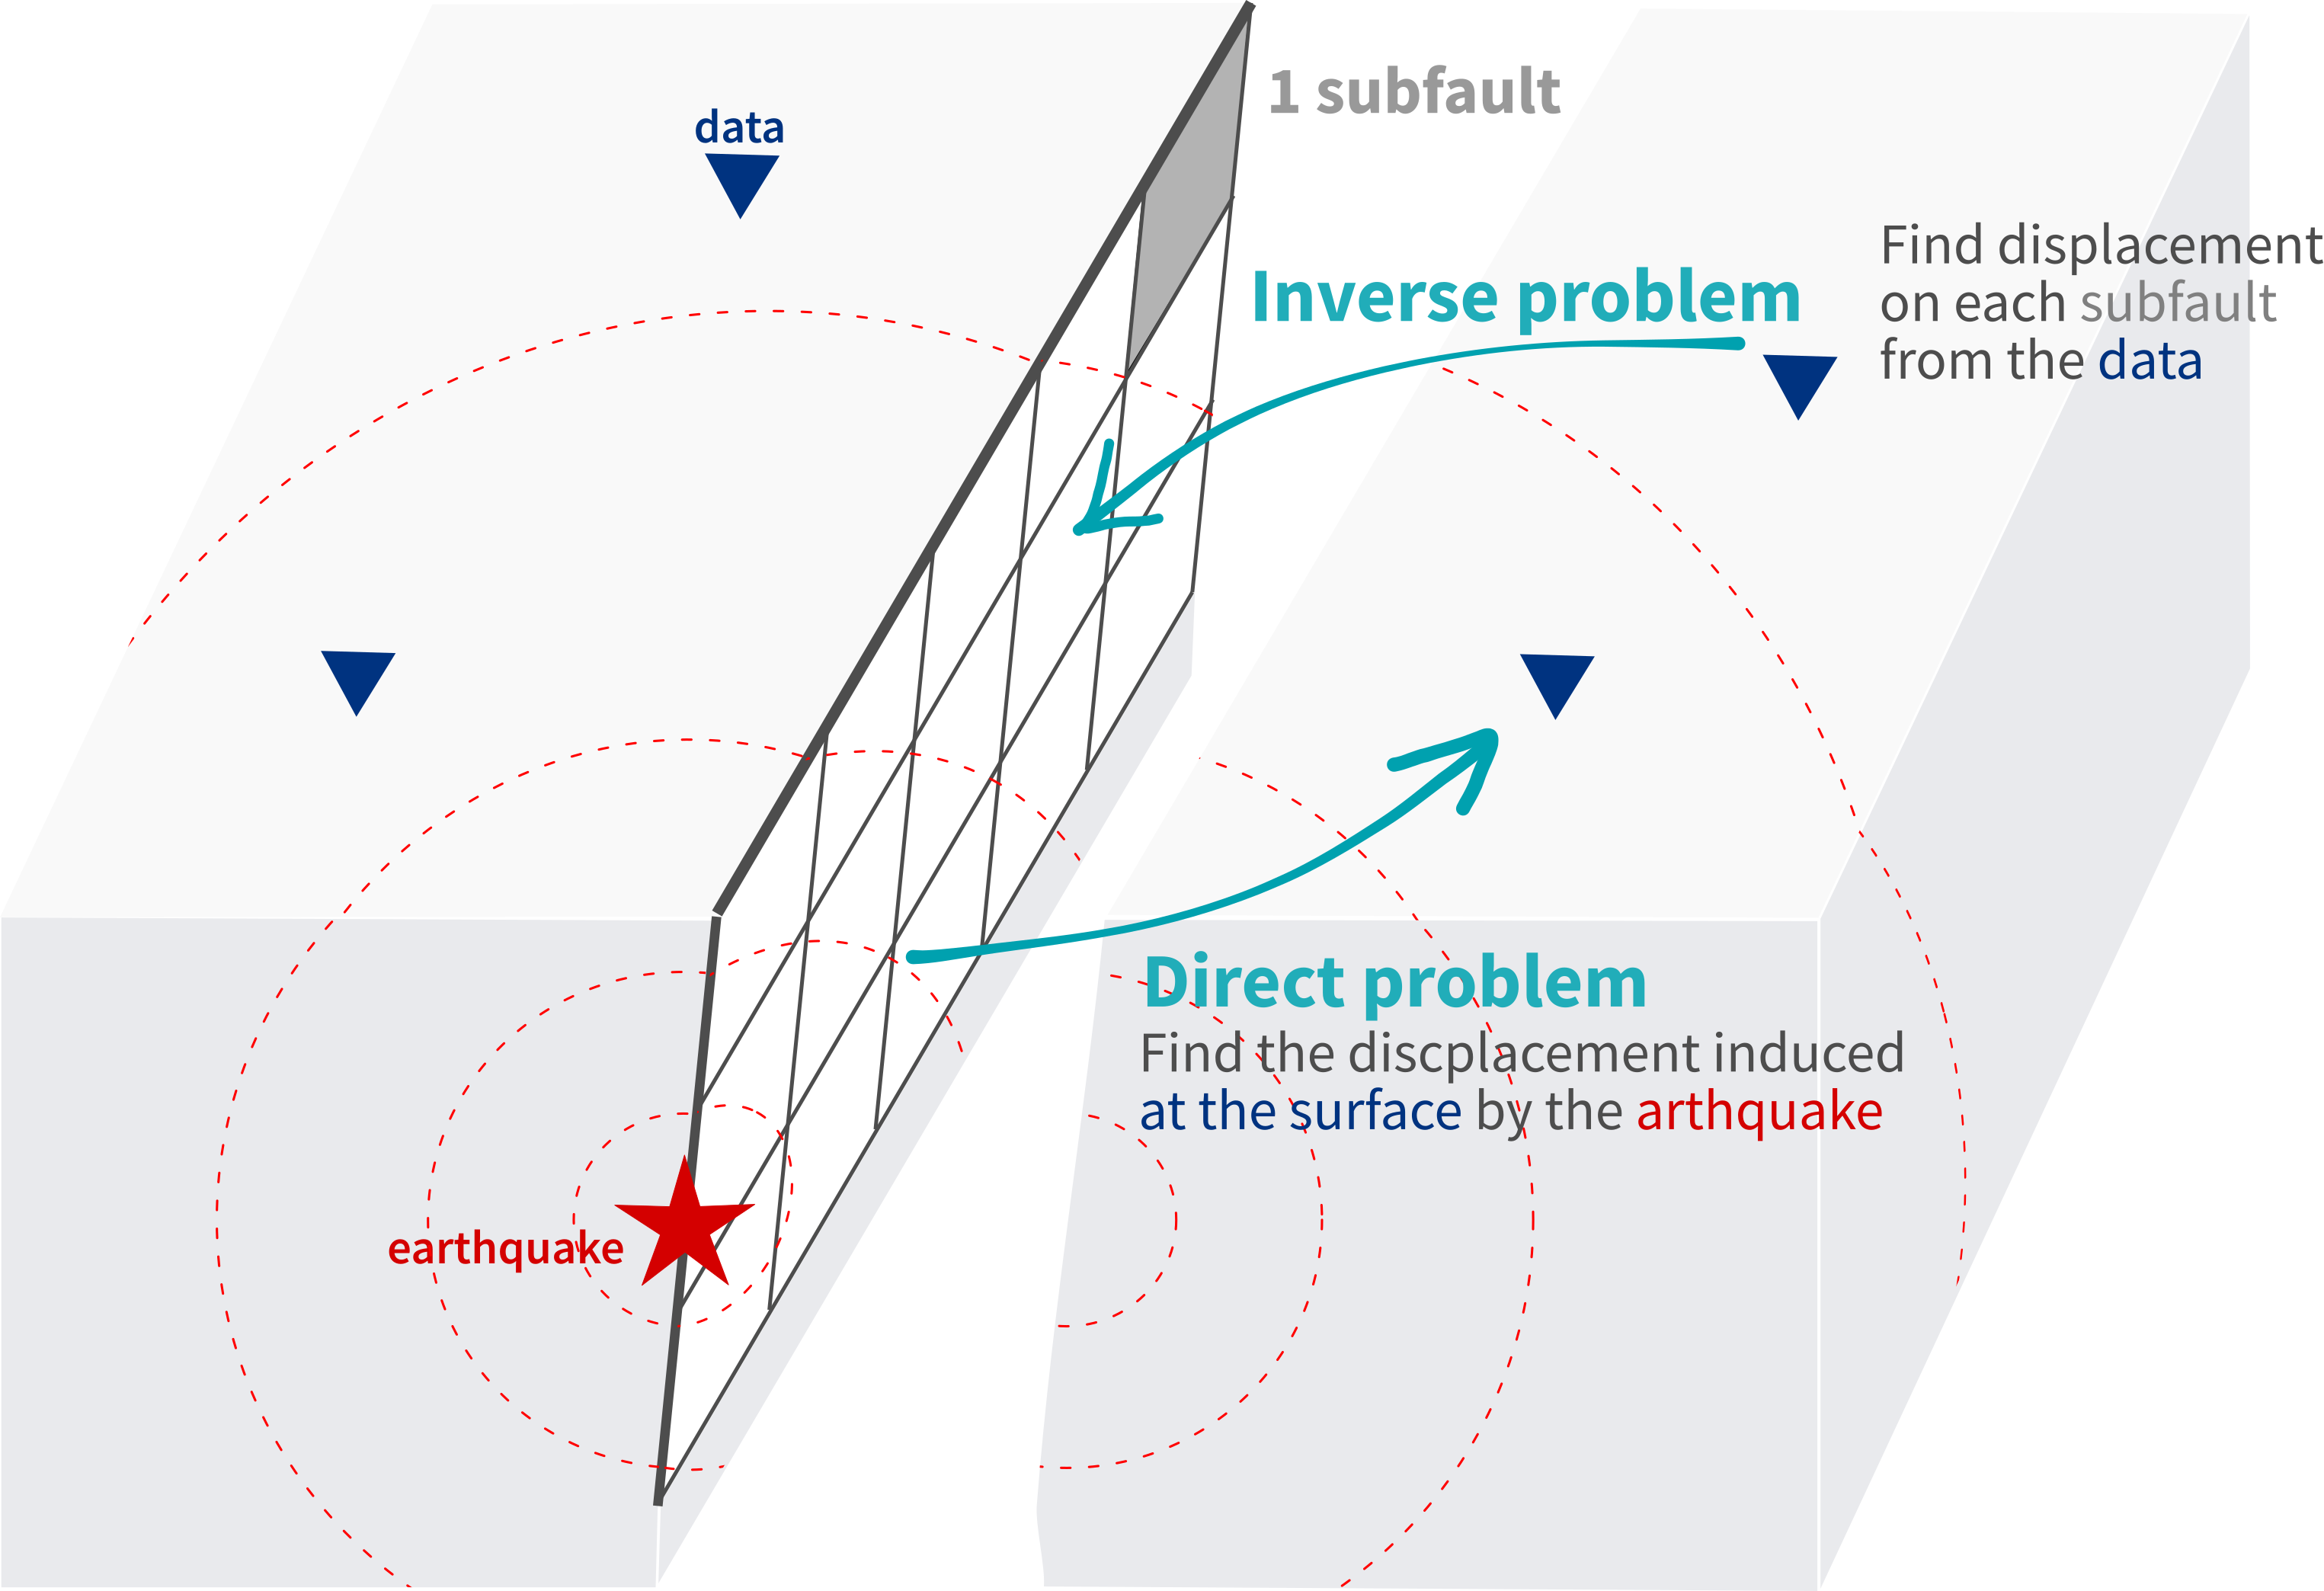 1 subfault
data
Inverse problem
Find displacement
on each subfault
from the data
Direct problem
Find the dicplacement induced
at the surface by the arthquake
earthquake